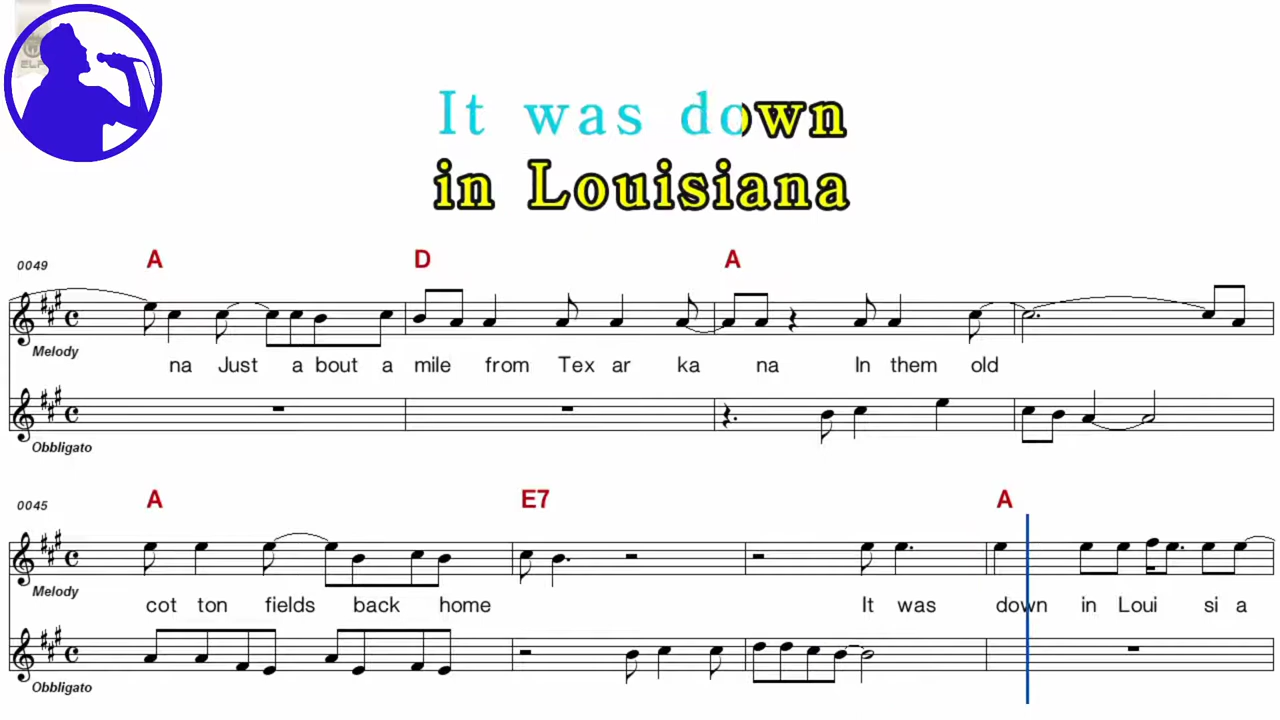 It was down
in Louisiana
0049
A D A
Melody
na Just a bout a mile from Tex ar ka na In them old
Obbligato
0045
A E7 A
Melody
cot ton fields back home It was down in Loui si a
Obbligato